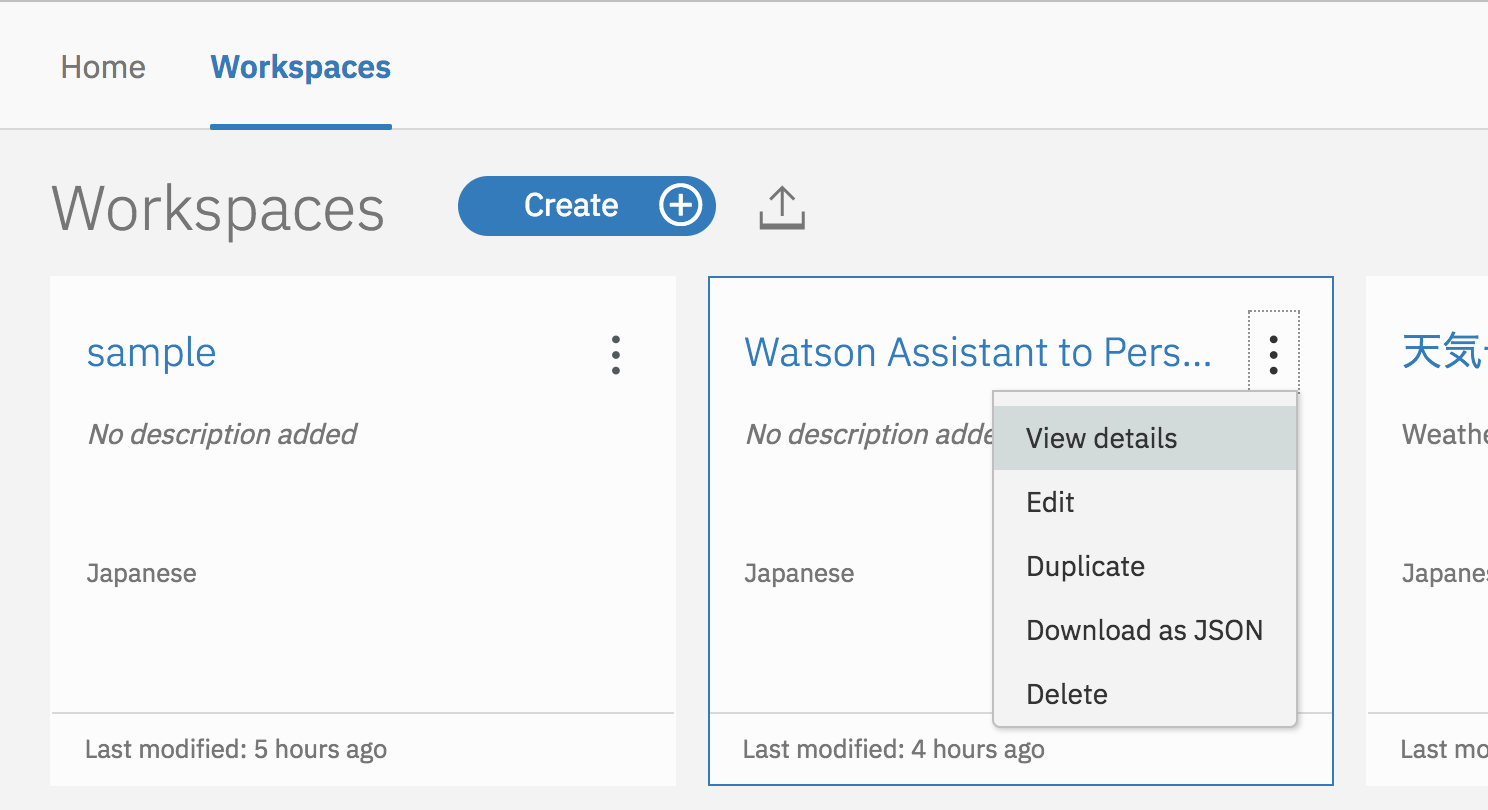 Home Workspaces
Workspaces Create
sample
No description added
Japanese
Last modified: 5 hours ago
Watson Assistant to Pers...
No description adde
Japanese
Last modified: 4 hours ago
View details
Edit
Duplicate
Download as JSON
Delete
天気
Weathe
Japanes
Last mo